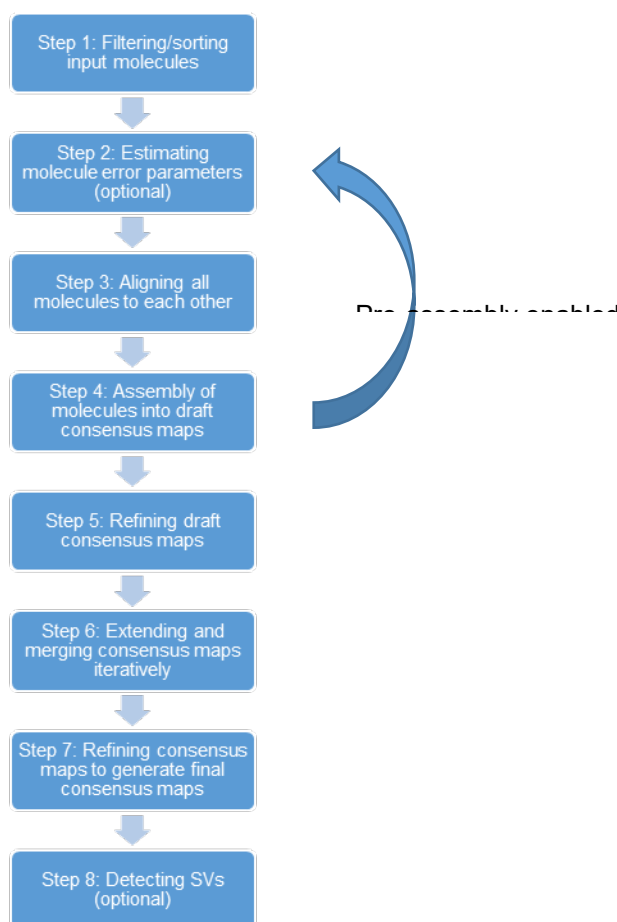 Step 1: Filtering/sorting
input molecules
Step 2: Estimating
molecule error parameters
(optional)
Step 3: Aligning all
molecules to each other
Pre-assembly enabled
Step 4: Assembly of
molecules into draft
consensus maps
Step 5: Refining draft
consensus maps
Step 6: Extending and
merging consensus maps
iteratively
Step 7: Refining consensus
maps to generate final
consensus maps
Step 8: Detecting SVs
(optional)